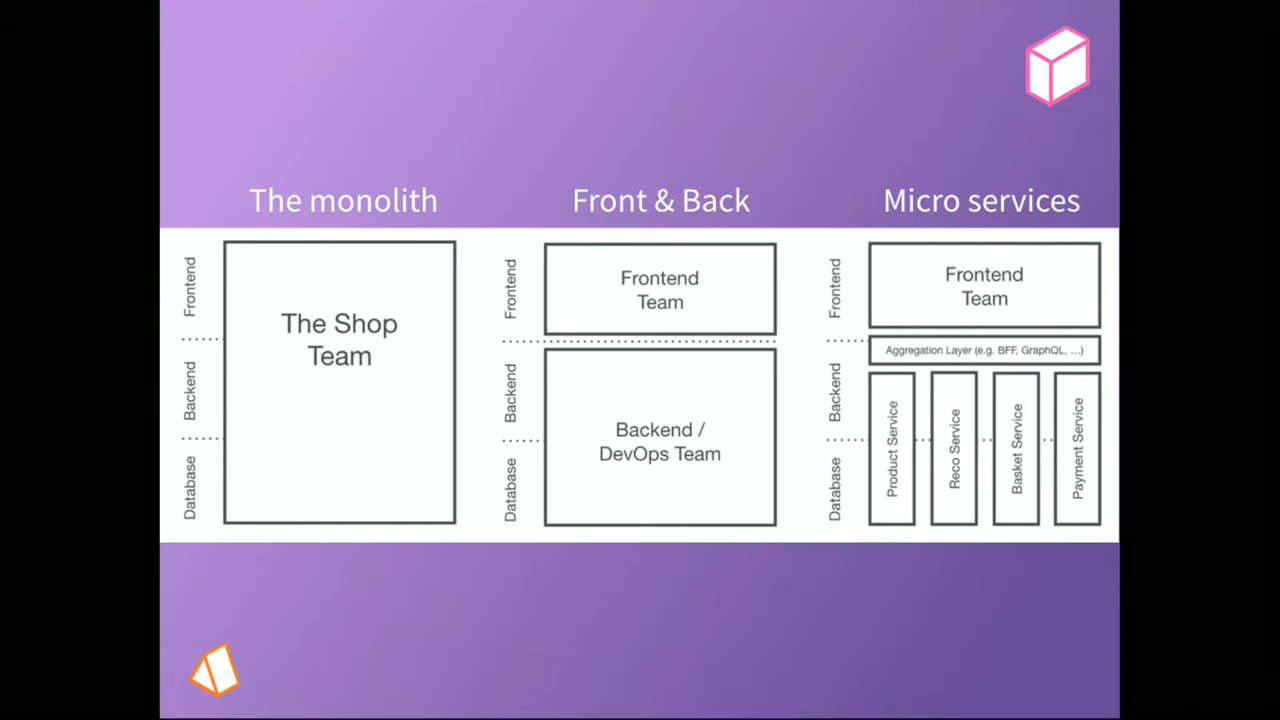 The monolith
Front & Back
Micro services
Frontend
Backend
Database
The Shop
Team
Frontend
Backend
Database
Frontend
Team
Backend /
DevOps Team
Frontend
Backend
Database
Frontend
Team
Aggregation Layer (e.g. BFF, GraphQL, ...)
Product Service
Reco Service
Basket Service
Payment Service